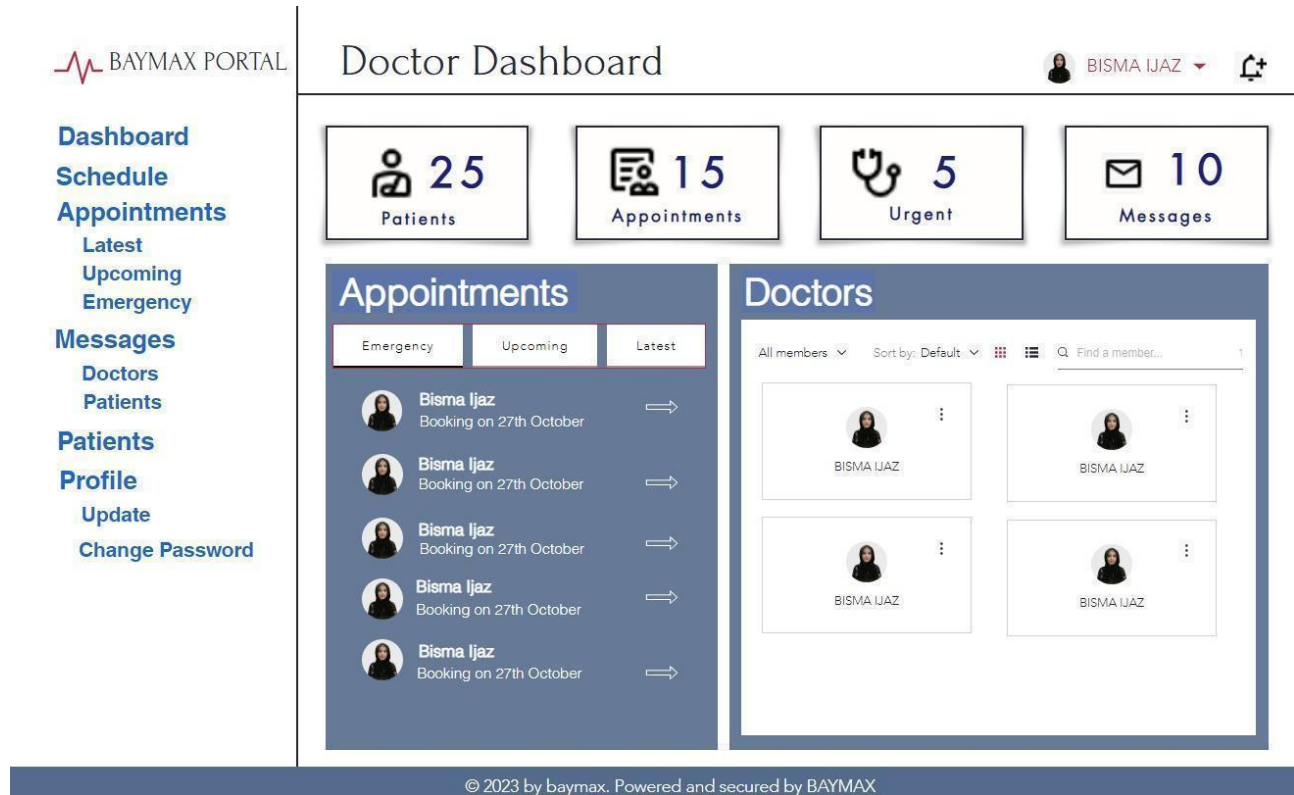 BAYMAX PORTAL
Doctor Dashboard
BISMA IJAZ
Dashboard
Schedule
Appointments
Latest
Upcoming
Emergency
Messages
Doctors
Patients
Patients
Profile
Update
Change Password
25
Patients
15
Appointments
5
Urgent
10
Messages
Appointments
Emergency Upcoming Latest
Bisma Ijaz
Booking on 27th October
Bisma Ijaz
Booking on 27th October
Bisma Ijaz
Booking on 27th October
Bisma Ijaz
Booking on 27th October
Bisma Ijaz
Booking on 27th October
Doctors
All members Sort by: Default Find a member...
BISMA IJAZ BISMA IJAZ
BISMA IJAZ BISMA IJAZ
© 2023 by baymax. Powered and secured by BAYMAX